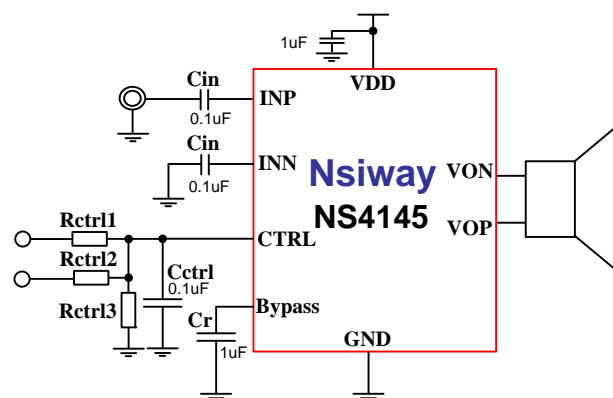 1uF
VDD
Cin
INP
0.1uF
Cin
INN
0.1uF
Nsiway
NS4145
VON
VOP
Rctrl1
CTRL
Rctrl2
Cctrl
0.1uF
Rctrl3
Bypass
Cr
1uF
GND